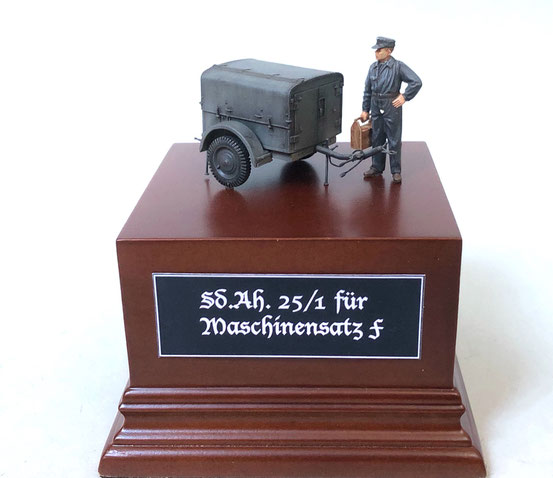 Sd.Ah. 25/1 für
Maschinensatz F